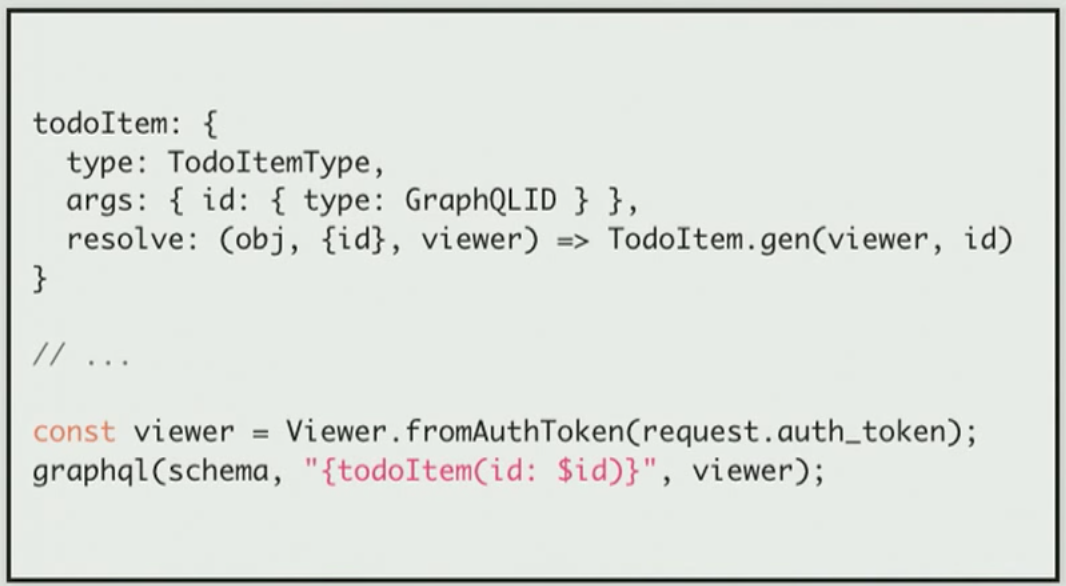 todoItem: {
  type: TodoItemType,
  args: { id: { type: GraphQLID } },
  resolve: (obj, {id}, viewer) => TodoItem.gen(viewer, id)
}
// ...
const viewer = Viewer.fromAuthToken(request.auth_token);
graphql(schema, "{todoItem(id: $id)}", viewer);